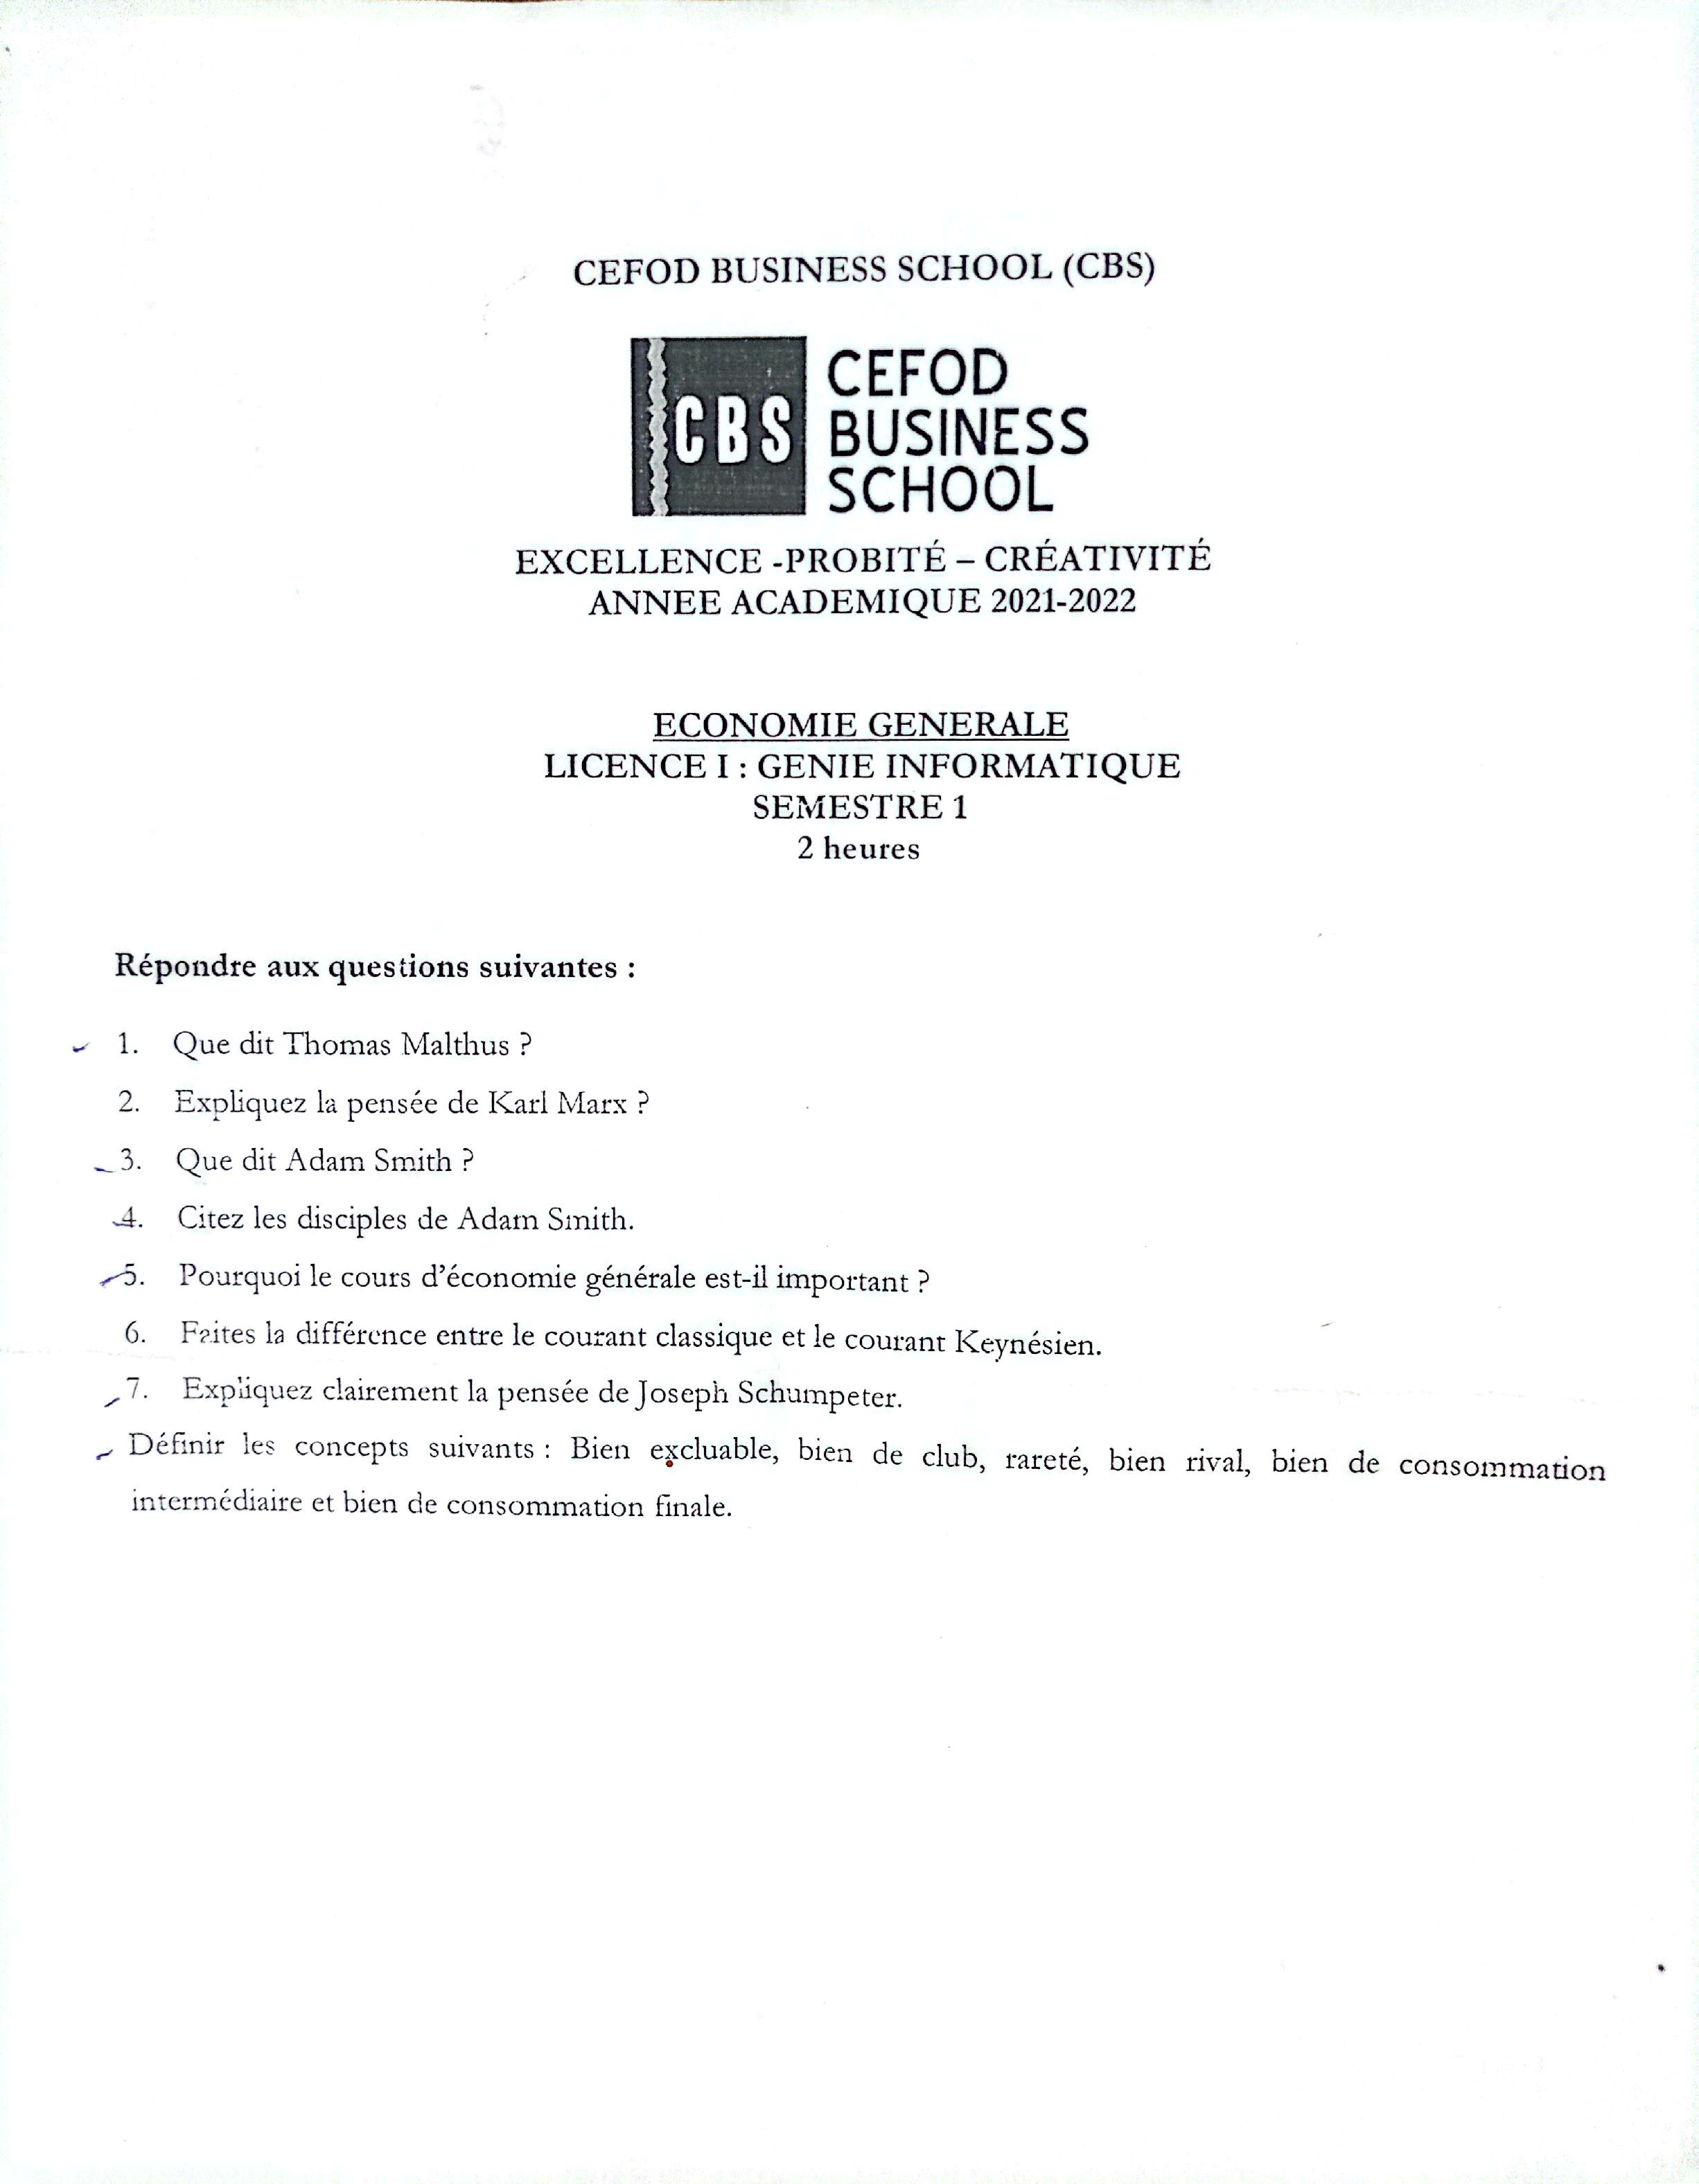 CEFOD BUSINESS SCHOOL (CBS)
CBS
CEFOD
BUSINESS
SCHOOL
EXCELLENCE -PROBITÉ – CRÉATIVITÉ
ANNEE ACADEMIQUE 2021-2022
ECONOMIE GENERALE
LICENCE I : GENIE INFORMATIQUE
SEMESTRE 1
2 heures
Répondre aux questions suivantes :
1. Que dit Thomas Malthus ?
2. Expliquez la pensée de Karl Marx ?
3. Que dit Adam Smith ?
4. Citez les disciples de Adam Smith.
5. Pourquoi le cours d'économie générale est-il important ?
6. Faites la différence entre le courant classique et le courant Keynésien.
7. Expliquez clairement la pensée de Joseph Schumpeter.
Définir les concepts suivants : Bien excluable, bien de club, rareté, bien rival, bien de consommation
intermédiaire et bien de consommation finale.